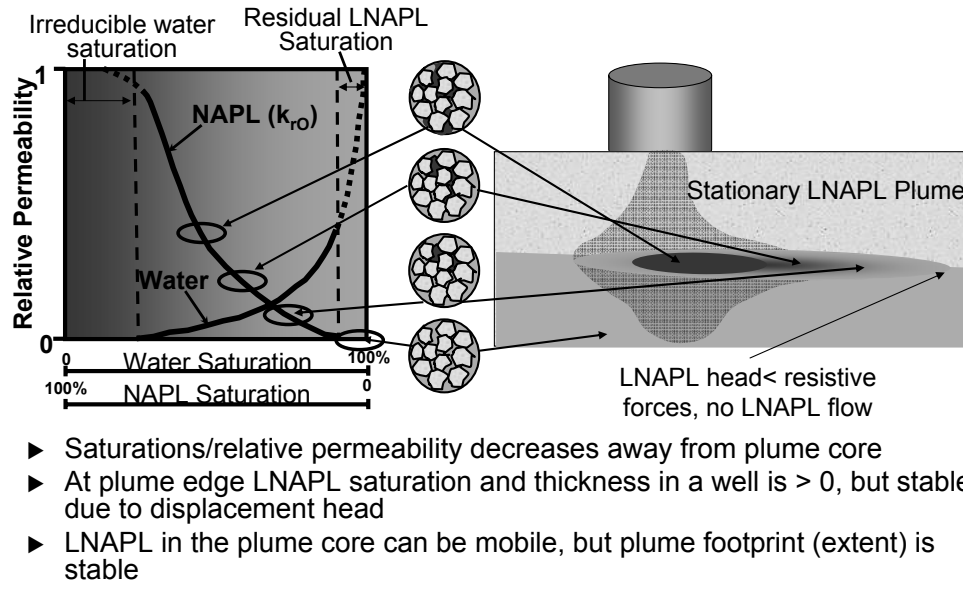 Irreducible water
saturation
Residual LNAPL
Saturation
1
NAPL (krO)
Relative Permeability
Water
0
0
100%
Water Saturation
100%
0
NAPL Saturation
Stationary LNAPL Plume
LNAPL head< resistive
forces, no LNAPL flow
► Saturations/relative permeability decreases away from plume core
► At plume edge LNAPL saturation and thickness in a well is > 0, but stable
due to displacement head
► LNAPL in the plume core can be mobile, but plume footprint (extent) is
stable